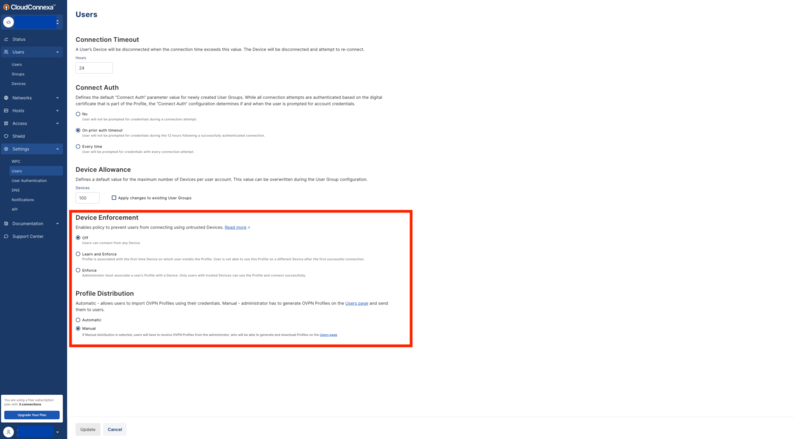 CloudConnexa
Status
Users
Users
Groups
Devices
Networks
Hosts
Access
Shield
Settings
WPC
Users
User Authentication
DNS
Notifications
API
Documentation
Support Center
You are using a free subscription
plan with 3 connections.
Upgrade Your Plan
Users
Connection Timeout
A User's Device will be disconnected when the connection time exceeds this value. The Device will be disconnected and attempt to re-connect.
Hours
24
Connect Auth
Defines the default "Connect Auth" parameter value for newly created User Groups. While all connection attempts are authenticated based on the digital
certificate that is part of the Profile, the "Connect Auth" configuration determines if and when the user is prompted for account credentials.
No
User will not be prompted for credentials during a connection attempt.
On prior auth timeout
User will not be prompted for credentials during the 12 hours following a successfully authenticated connection.
Every time
User will be prompted for credentials with every connection attempt.
Device Allowance
Defines a default value for the maximum number of Devices per user account. This value can be overwritten during the User Group configuration.
Devices
100
Apply changes to existing User Groups
Device Enforcement
Enables policy to prevent users from connecting using untrusted Devices. Read more >
Off
Users can connect from any Device.
Learn and Enforce
Profile is associated with the first-time Device on which user installs the Profile. User is not able to use this Profile on a different Device after the first successful connection.
Enforce
Administrator must associate a user's Profile with a Device. Only users with trusted Devices can use the Profile and connect successfully.
Profile Distribution
Automatic - allows users to import OVPN Profiles using their credentials. Manual - administrator has to generate OVPN Profiles on the Users page and send
them to users.
Automatic
Manual
If Manual distribution is selected, users will have to receive OVPN Profiles from the administrator, who will be able to generate and download Profiles on the Users page
Update
Cancel